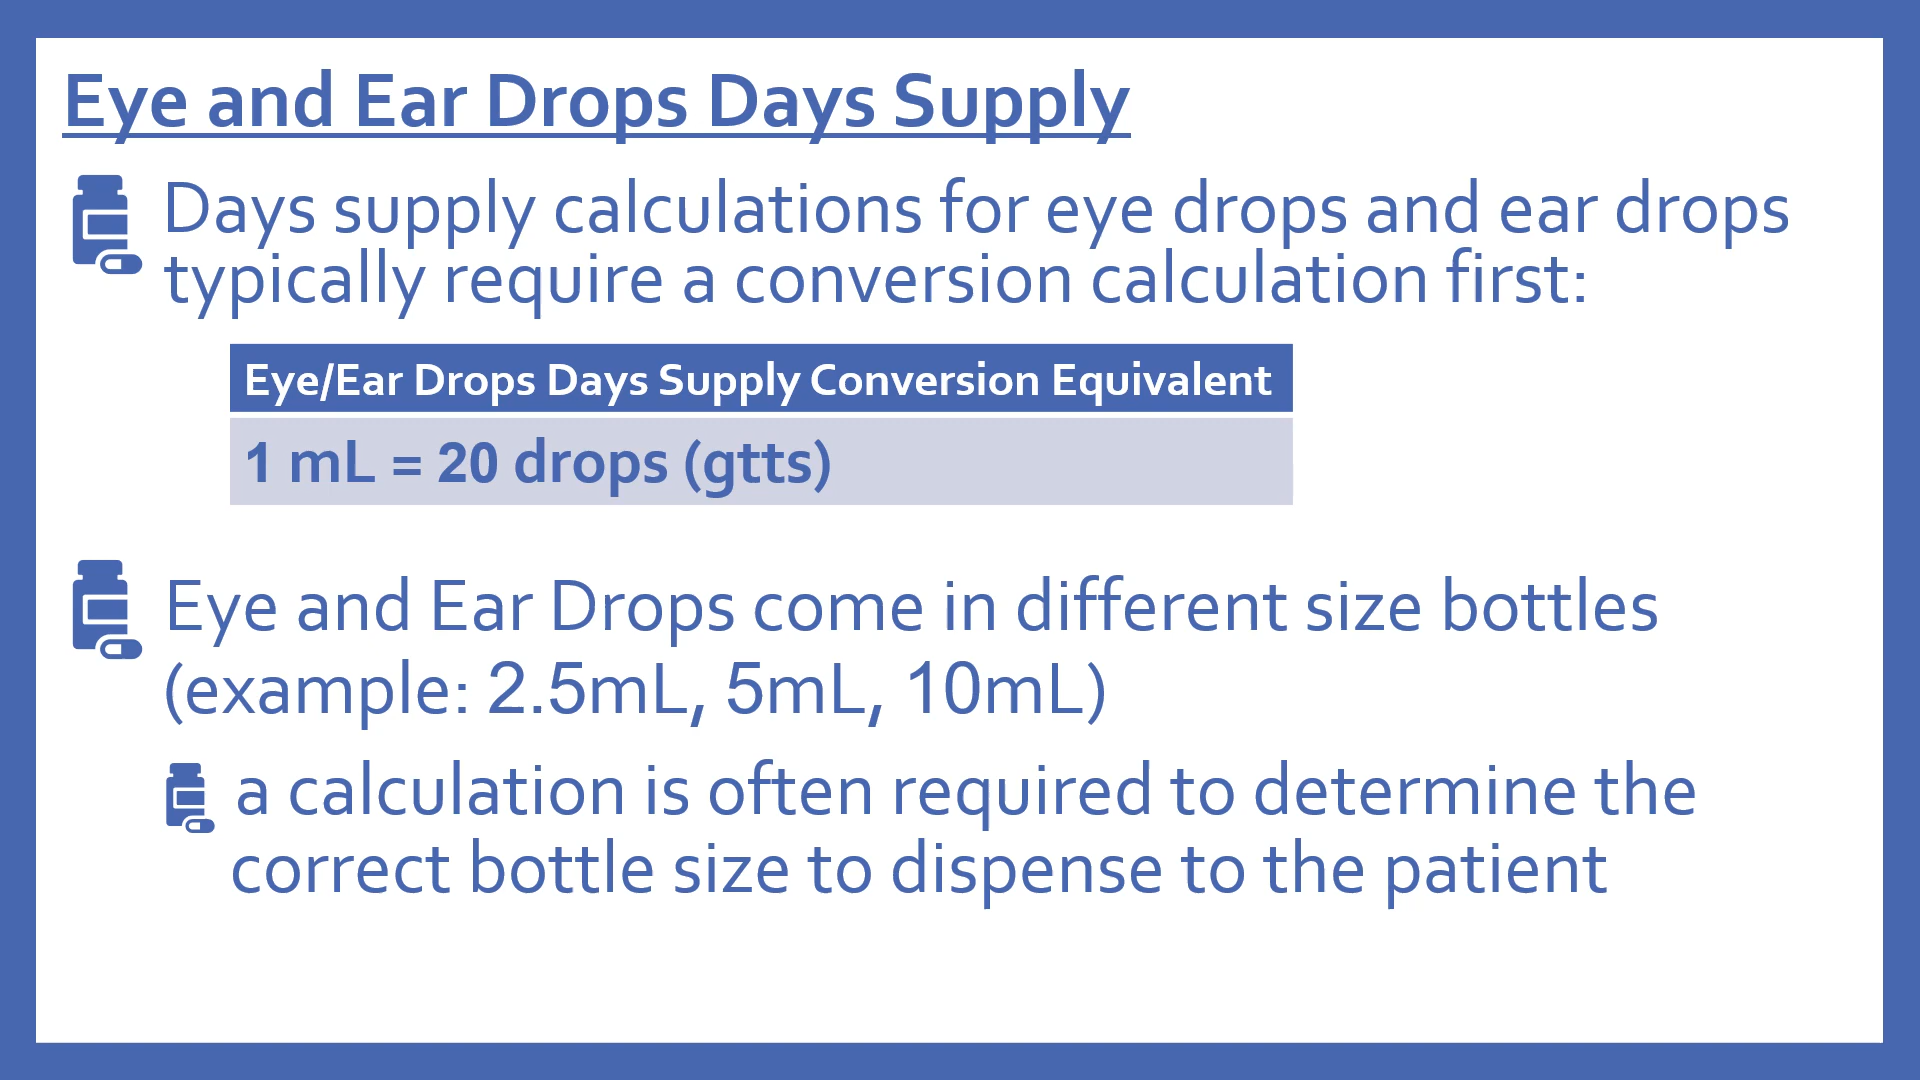 Eye and Ear Drops Days Supply
Days supply calculations for eye drops and ear drops
typically require a conversion calculation first:
Eye/Ear Drops Days Supply Conversion Equivalent
1 mL = 20 drops (gtts)
Eye and Ear Drops come in different size bottles
(example: 2.5mL, 5mL, 10mL)
a calculation is often required to determine the
correct bottle size to dispense to the patient